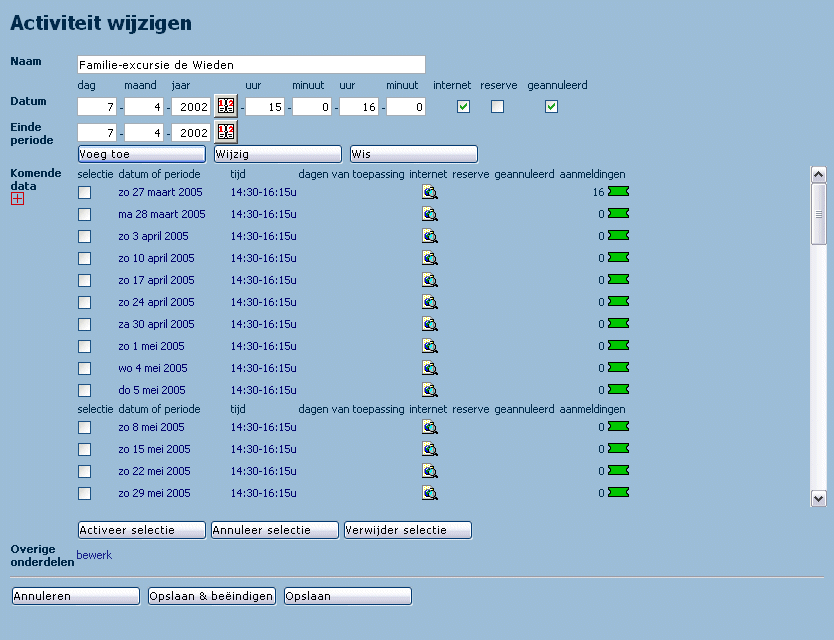 Activiteit wijzigen
Naam Familie-excursie de Wieden
dag maand jaar uur minuut uur minuut internet reserve geannuleerd
Datum 7 - 4 - 2002 - 15 - 0 - 16 - 0
Einde periode 7 - 4 - 2002
Voeg toe Wijzig Wis
Komende data selectie datum of periode tijd dagen van toepassing internet reserve geannuleerd aanmeldingen
zo 27 maart 2005 14:30-16:15u 16
ma 28 maart 2005 14:30-16:15u 0
zo 3 april 2005 14:30-16:15u 0
zo 10 april 2005 14:30-16:15u 0
zo 17 april 2005 14:30-16:15u 0
zo 24 april 2005 14:30-16:15u 0
za 30 april 2005 14:30-16:15u 0
zo 1 mei 2005 14:30-16:15u 0
wo 4 mei 2005 14:30-16:15u 0
do 5 mei 2005 14:30-16:15u 0
selectie datum of periode tijd dagen van toepassing internet reserve geannuleerd aanmeldingen
zo 8 mei 2005 14:30-16:15u 0
zo 15 mei 2005 14:30-16:15u 0
zo 22 mei 2005 14:30-16:15u 0
zo 29 mei 2005 14:30-16:15u 0
Activeer selectie Annuleer selectie Verwijder selectie
Overige onderdelen bewerk
Annuleren Opslaan & beëindigen Opslaan